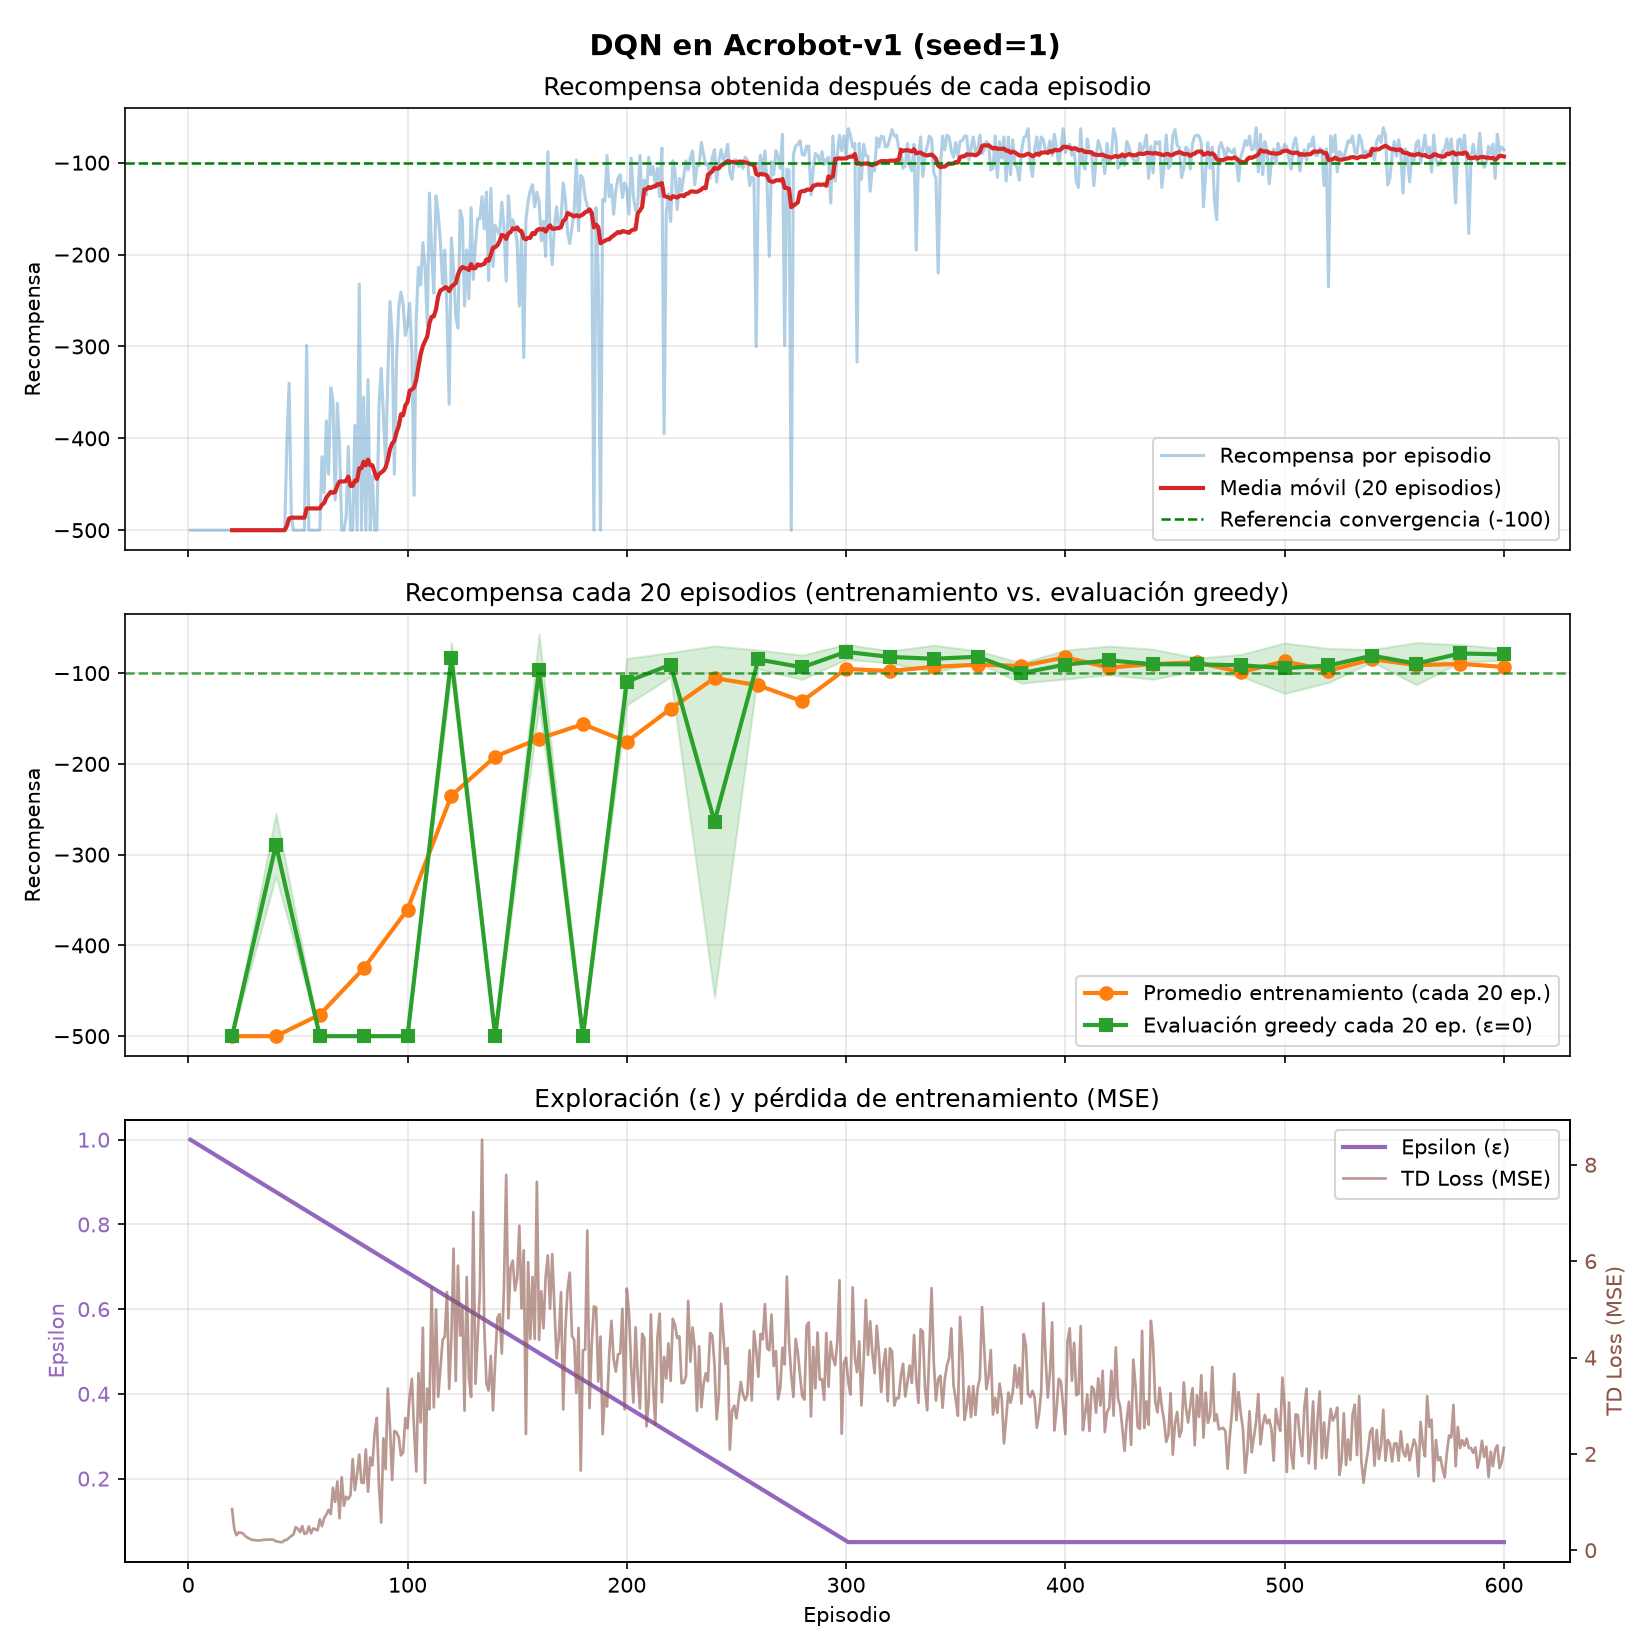 DQN en Acrobot-v1 (seed=1)
Recompensa obtenida después de cada episodio
Recompensa
−100
−200
−300
−400
−500
Recompensa por episodio
Media móvil (20 episodios)
Referencia convergencia (-100)
Recompensa cada 20 episodios (entrenamiento vs. evaluación greedy)
Recompensa
−100
−200
−300
−400
−500
Promedio entrenamiento (cada 20 ep.)
Evaluación greedy cada 20 ep. (ε=0)
Exploración (ε) y pérdida de entrenamiento (MSE)
Epsilon
1.0
0.8
0.6
0.4
0.2
Epsilon (ε)
TD Loss (MSE)
8
6
4
2
0
TD Loss (MSE)
0
100
200
300
400
500
600
Episodio